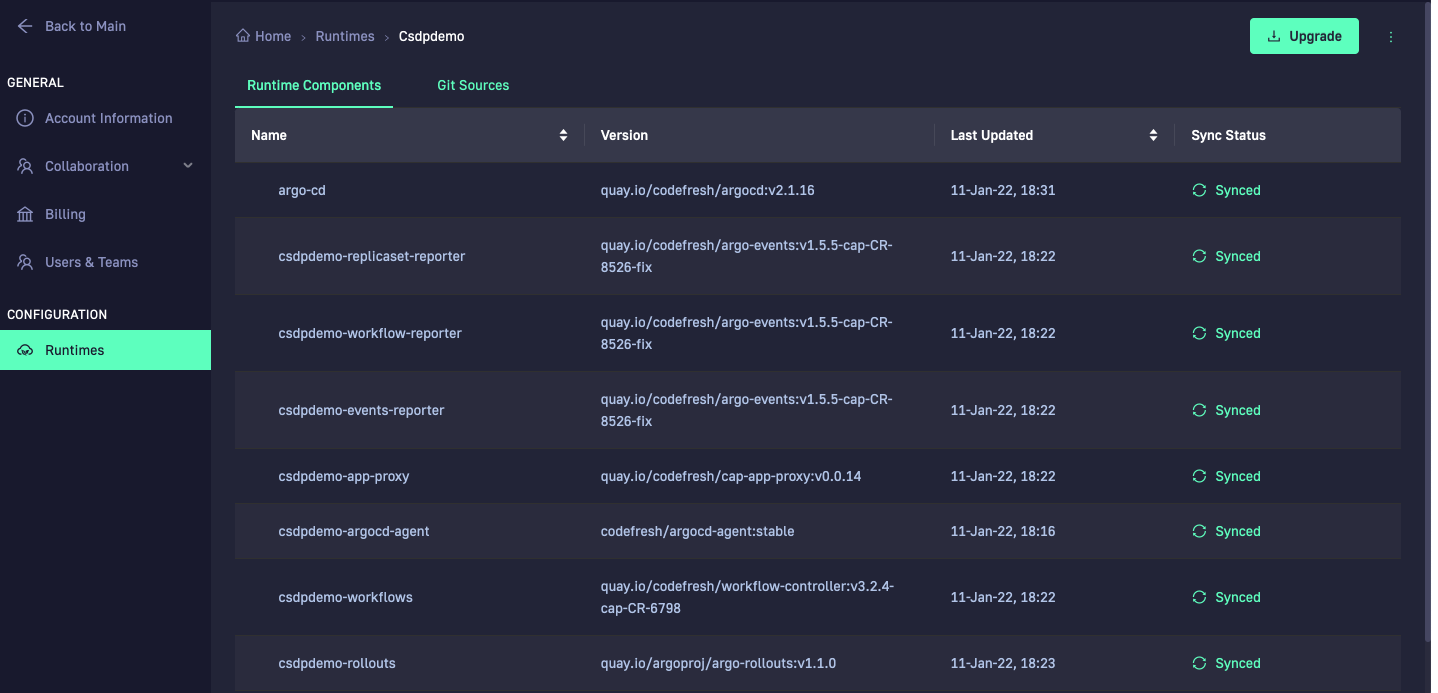 Back to Main
GENERAL
Account Information
Collaboration
Billing
Users & Teams
CONFIGURATION
Runtimes
Home > Runtimes > Csdpdemo
Upgrade
Runtime Components Git Sources
Name Version Last Updated Sync Status
argo-cd quay.io/codefresh/argocd:v2.1.16 11-Jan-22, 18:31 Synced
csdpdemo-replicaset-reporter quay.io/codefresh/argo-events:v1.5.5-cap-CR-
8526-fix 11-Jan-22, 18:22 Synced
csdpdemo-workflow-reporter quay.io/codefresh/argo-events:v1.5.5-cap-CR-
8526-fix 11-Jan-22, 18:22 Synced
csdpdemo-events-reporter quay.io/codefresh/argo-events:v1.5.5-cap-CR-
8526-fix 11-Jan-22, 18:22 Synced
csdpdemo-app-proxy quay.io/codefresh/cap-app-proxy:v0.0.14 11-Jan-22, 18:22 Synced
csdpdemo-argocd-agent codefresh/argocd-agent:stable 11-Jan-22, 18:16 Synced
csdpdemo-workflows quay.io/codefresh/workflow-controller:v3.2.4-
cap-CR-6798 11-Jan-22, 18:22 Synced
csdpdemo-rollouts quay.io/argoproj/argo-rollouts:v1.1.0 11-Jan-22, 18:23 Synced